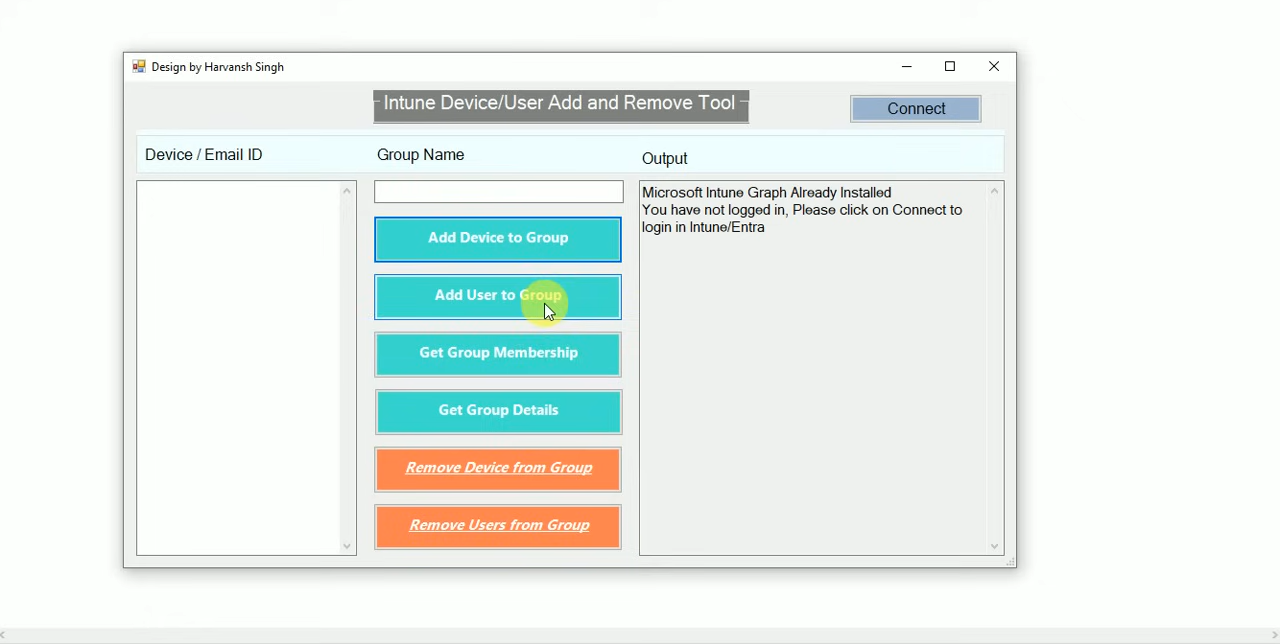 Design by Harvansh Singh
Intune Device/User Add and Remove Tool
Connect
Device / Email ID
Group Name
Output
Add Device to Group
Add User to Group
Get Group Membership
Get Group Details
Remove Device from Group
Remove Users from Group
Microsoft Intune Graph Already Installed
You have not logged in, Please click on Connect to
login in Intune/Entra